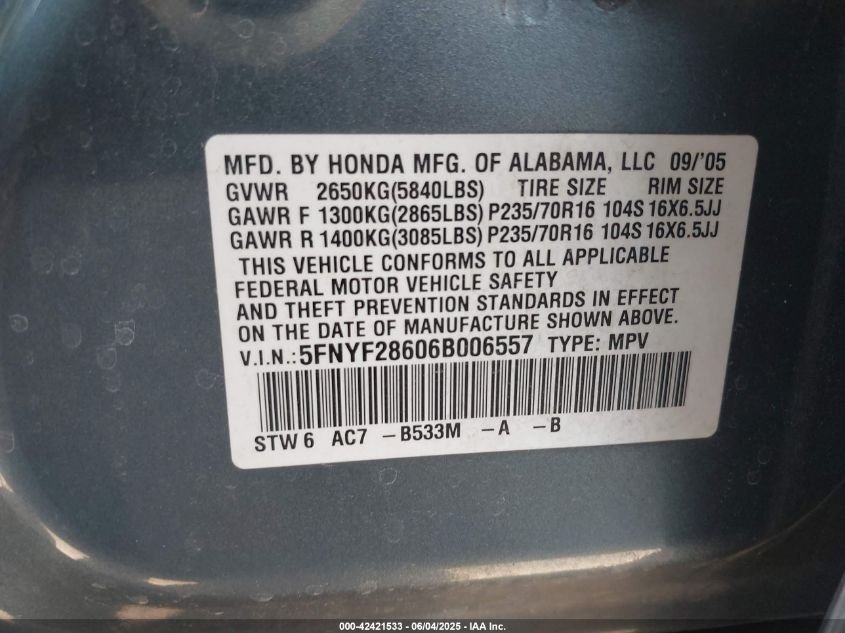 MFD. BY HONDA MFG. OF ALABAMA, LLC 09/'05
GVWR 2650KG(5840LBS) TIRE SIZE RIM SIZE
GAWR F 1300KG(2865LBS) P235/70R16 104S 16X6.5JJ
GAWR R 1400KG(3085LBS) P235/70R16 104S 16X6.5JJ
THIS VEHICLE CONFORMS TO ALL APPLICABLE
FEDERAL MOTOR VEHICLE SAFETY
AND THEFT PREVENTION STANDARDS IN EFFECT
ON THE DATE OF MANUFACTURE SHOWN ABOVE.
V.I.N.: 5FNYF28606B006557 TYPE: MPV
STW 6 AC7 -B533M -A -B
000-42421533 - 06/04/2025 - IAA Inc.